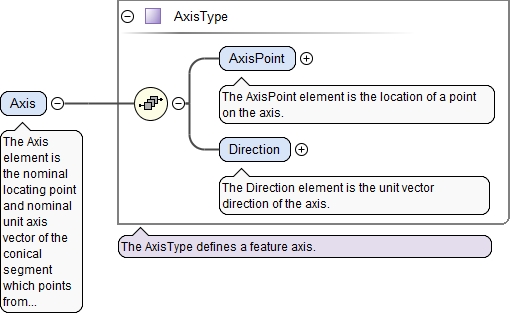 AxisType
AxisPoint
The AxisPoint element is the location of a point
on the axis.
Axis
The Axis
element is
the nominal
locating point
and nominal
unit axis
vector of the
conical
segment
which points
from...
Direction
The Direction element is the unit vector
direction of the axis.
The AxisType defines a feature axis.